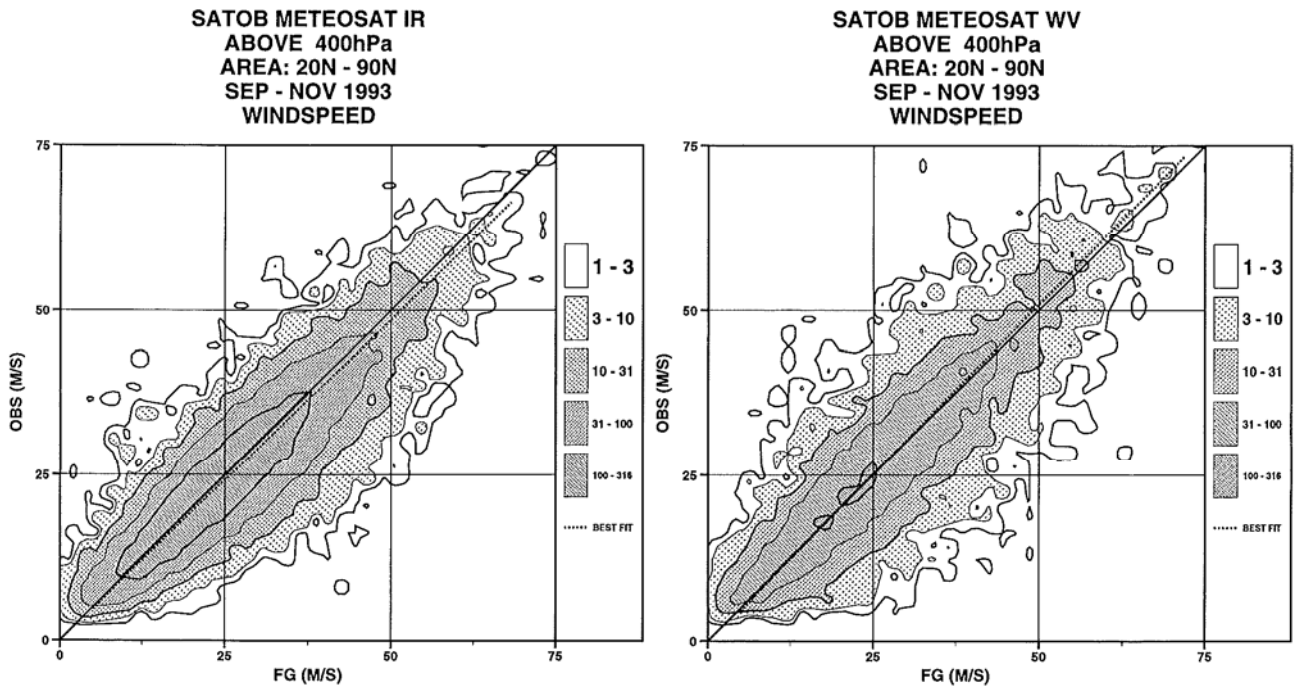 SATOB METEOSAT IR
ABOVE 400hPa
AREA: 20N - 90N
SEP - NOV 1993
WINDSPEED
75
50
25
0
OBS (M/S)
0
25
50
75
FG (M/S)
1 - 3
3 - 10
10 - 31
31 - 100
100 - 316
BEST FIT
SATOB METEOSAT WV
ABOVE 400hPa
AREA: 20N - 90N
SEP - NOV 1993
WINDSPEED
75
50
25
0
OBS (M/S)
0
25
50
75
FG (M/S)
1 - 3
3 - 10
10 - 31
31 - 100
100 - 316
BEST FIT